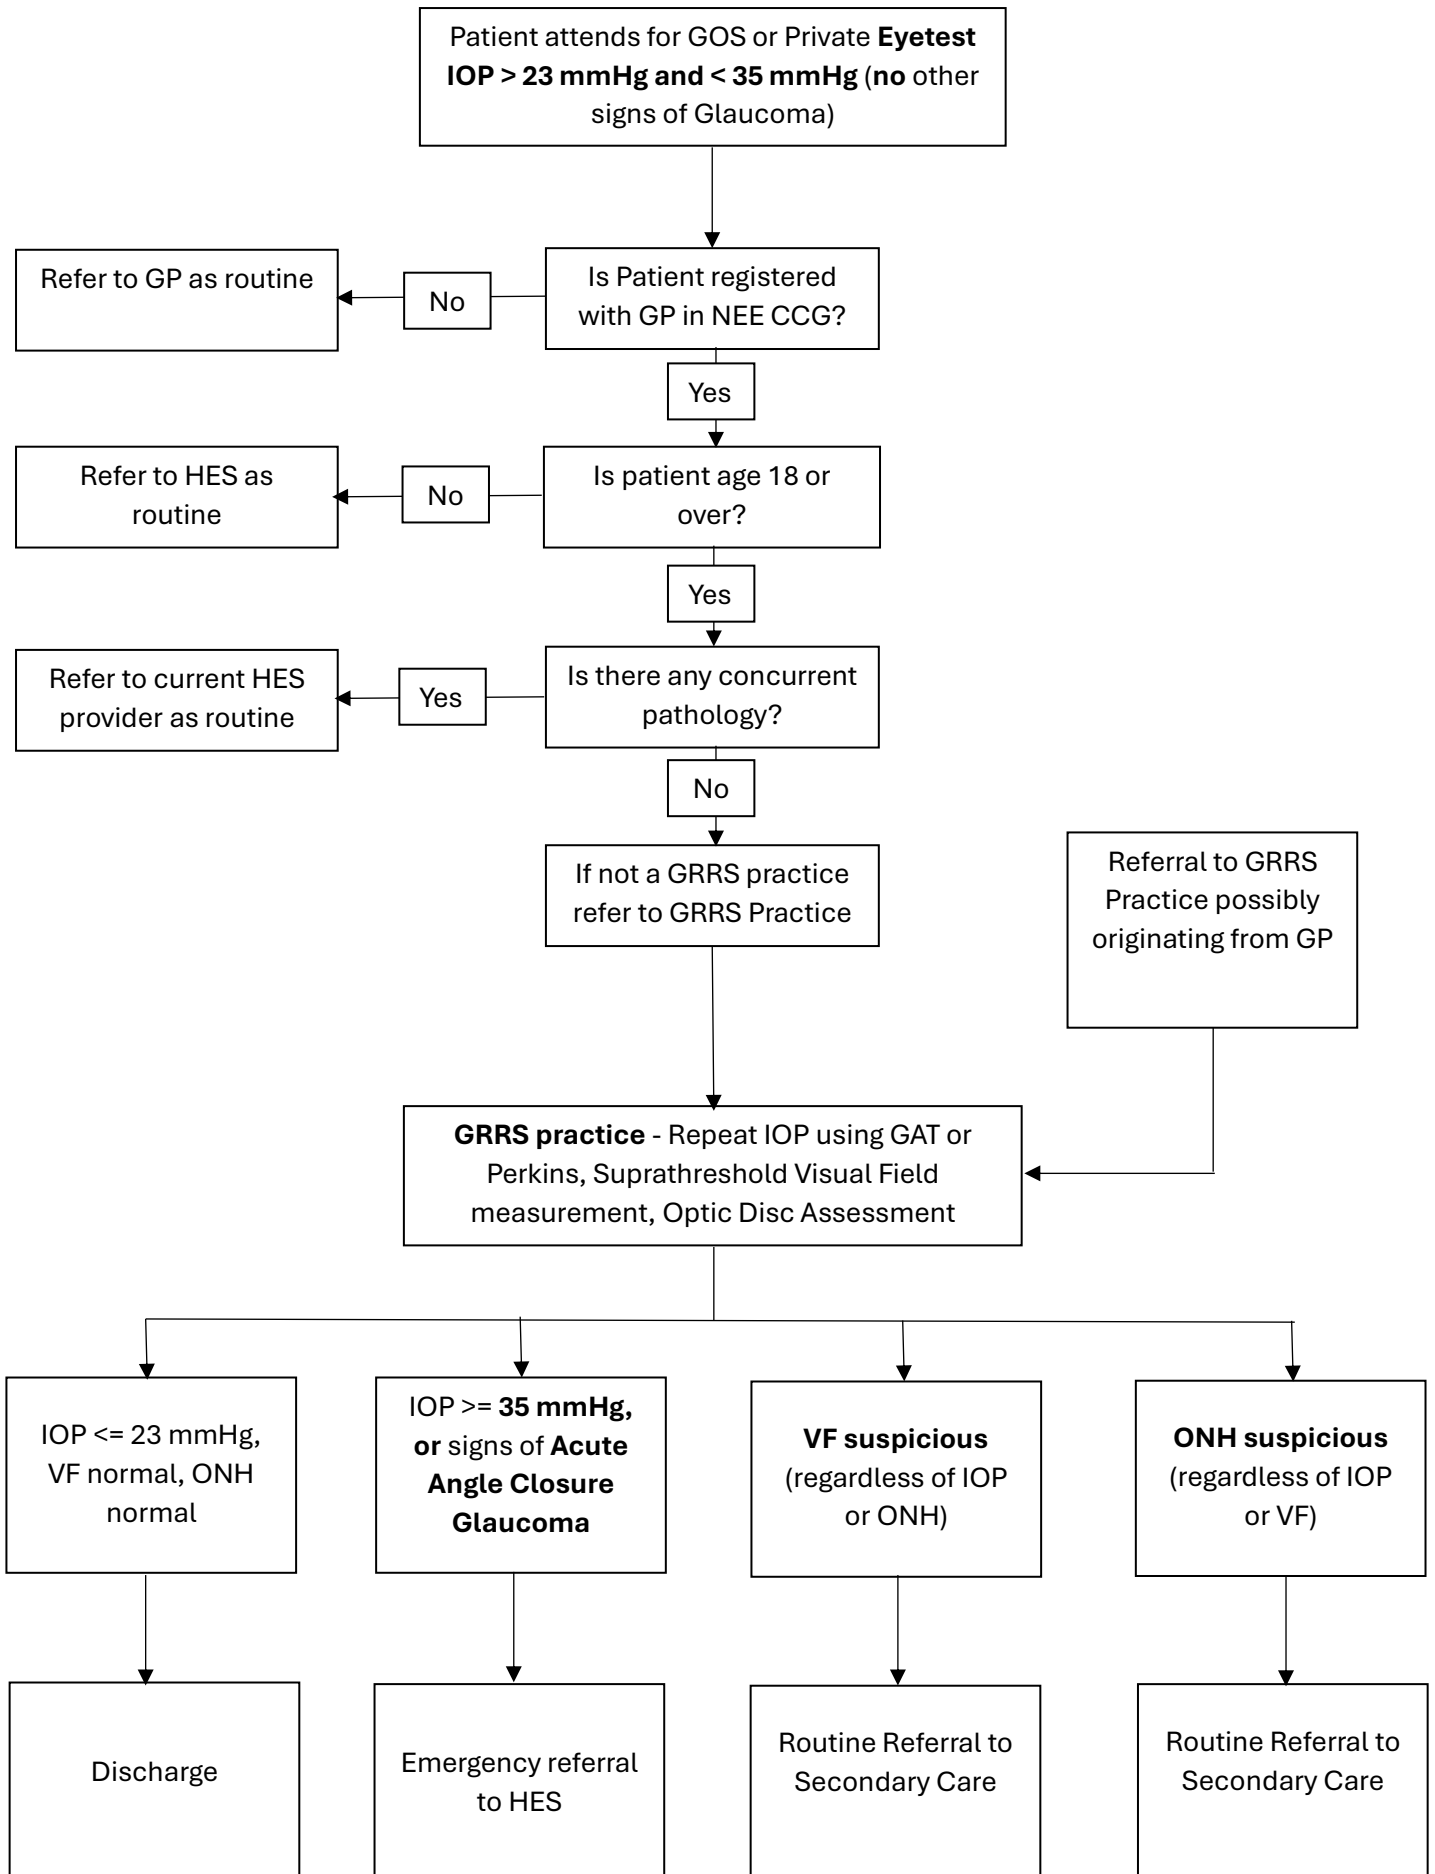 Patient attends for GOS or Private Eyetest
IOP > 23 mmHg and < 35 mmHg (no other
signs of Glaucoma)
Refer to GP as routine
No
Is Patient registered
with GP in NEE CCG?
Yes
Refer to HES as
routine
No
Is patient age 18 or
over?
Yes
Refer to current HES
provider as routine
Yes
Is there any concurrent
pathology?
No
If not a GRRS practice
refer to GRRS Practice
Referral to GRRS
Practice possibly
originating from GP
GRRS practice - Repeat IOP using GAT or
Perkins, Suprathreshold Visual Field
measurement, Optic Disc Assessment
IOP <= 23 mmHg,
VF normal, ONH
normal
IOP >= 35 mmHg,
or signs of Acute
Angle Closure
Glaucoma
VF suspicious
(regardless of IOP
or ONH)
ONH suspicious
(regardless of IOP
or VF)
Discharge
Emergency referral
to HES
Routine Referral to
Secondary Care
Routine Referral to
Secondary Care